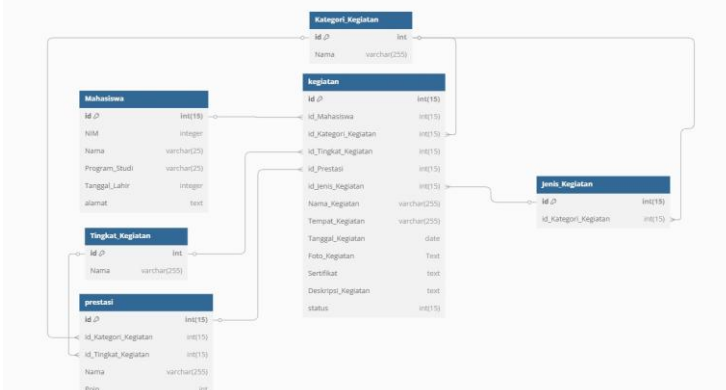 Kategori_Kegiatan
id int
Nama varchar(255)
kegiatan
id int(15)
id_Mahasiswa int(15)
id_Kategori_Kegiatan int(15)
id_Tingkat_Kegiatan int(15)
id_Prestasi int(15)
id_Jenis_Kegiatan int(15)
Nama_Kegiatan varchar(255)
Tempat_Kegiatan varchar(255)
Tanggal_Kegiatan date
Foto_Kegiatan Text
Sertifikat text
Deskripsi_Kegiatan text
status int(15)
Mahasiswa
id int(15)
NIM integer
Nama varchar(25)
Program_Studi varchar(25)
Tanggal_Lahir integer
alamat text
Jenis_Kegiatan
id int(15)
id_Kategori_Kegiatan int(15)
Tingkat_Kegiatan
id int
Nama varchar(255)
prestasi
id int(15)
id_Kategori_Kegiatan int(15)
id_Tingkat_Kegiatan int(15)
Nama varchar(255)
Poin int